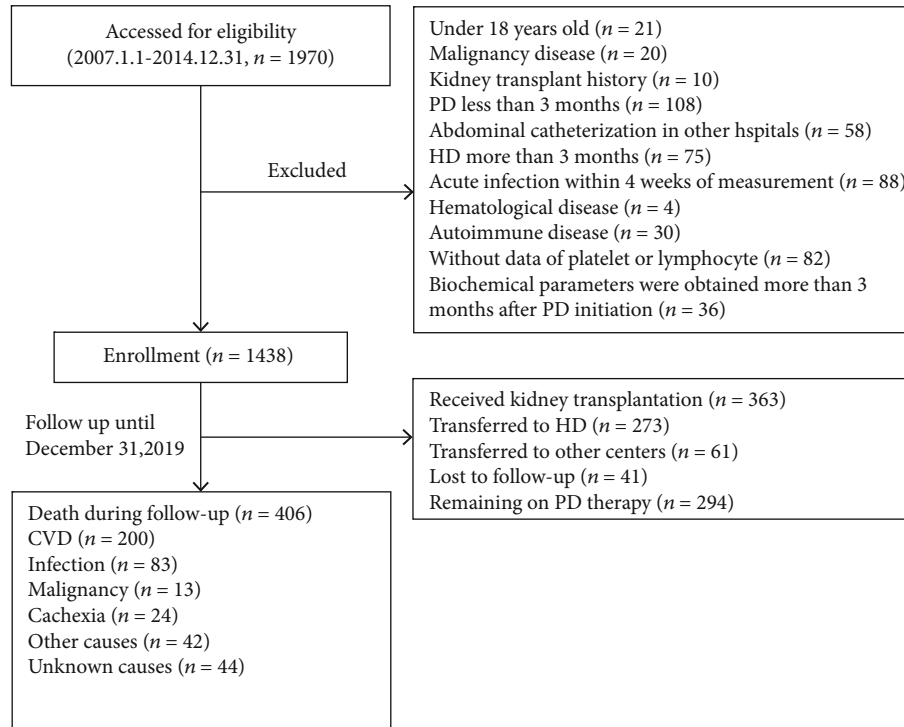 Accessed for eligibility
(2007.1.1-2014.12.31, n = 1970)
Under 18 years old (n = 21)
Malignancy disease (n = 20)
Kidney transplant history (n = 10)
PD less than 3 months (n = 108)
Abdominal catheterization in other hspitals (n = 58)
HD more than 3 months (n = 75)
Acute infection within 4 weeks of measurement (n = 88)
Hematological disease (n = 4)
Autoimmune disease (n = 30)
Without data of platelet or lymphocyte (n = 82)
Biochemical parameters were obtained more than 3
months after PD initiation (n = 36)
Excluded
Enrollment (n = 1438)
Follow up until
December 31,2019
Received kidney transplantation (n = 363)
Transferred to HD (n = 273)
Transferred to other centers (n = 61)
Lost to follow-up (n = 41)
Remaining on PD therapy (n = 294)
Death during follow-up (n = 406)
CVD (n = 200)
Infection (n = 83)
Malignancy (n = 13)
Cachexia (n = 24)
Other causes (n = 42)
Unknown causes (n = 44)